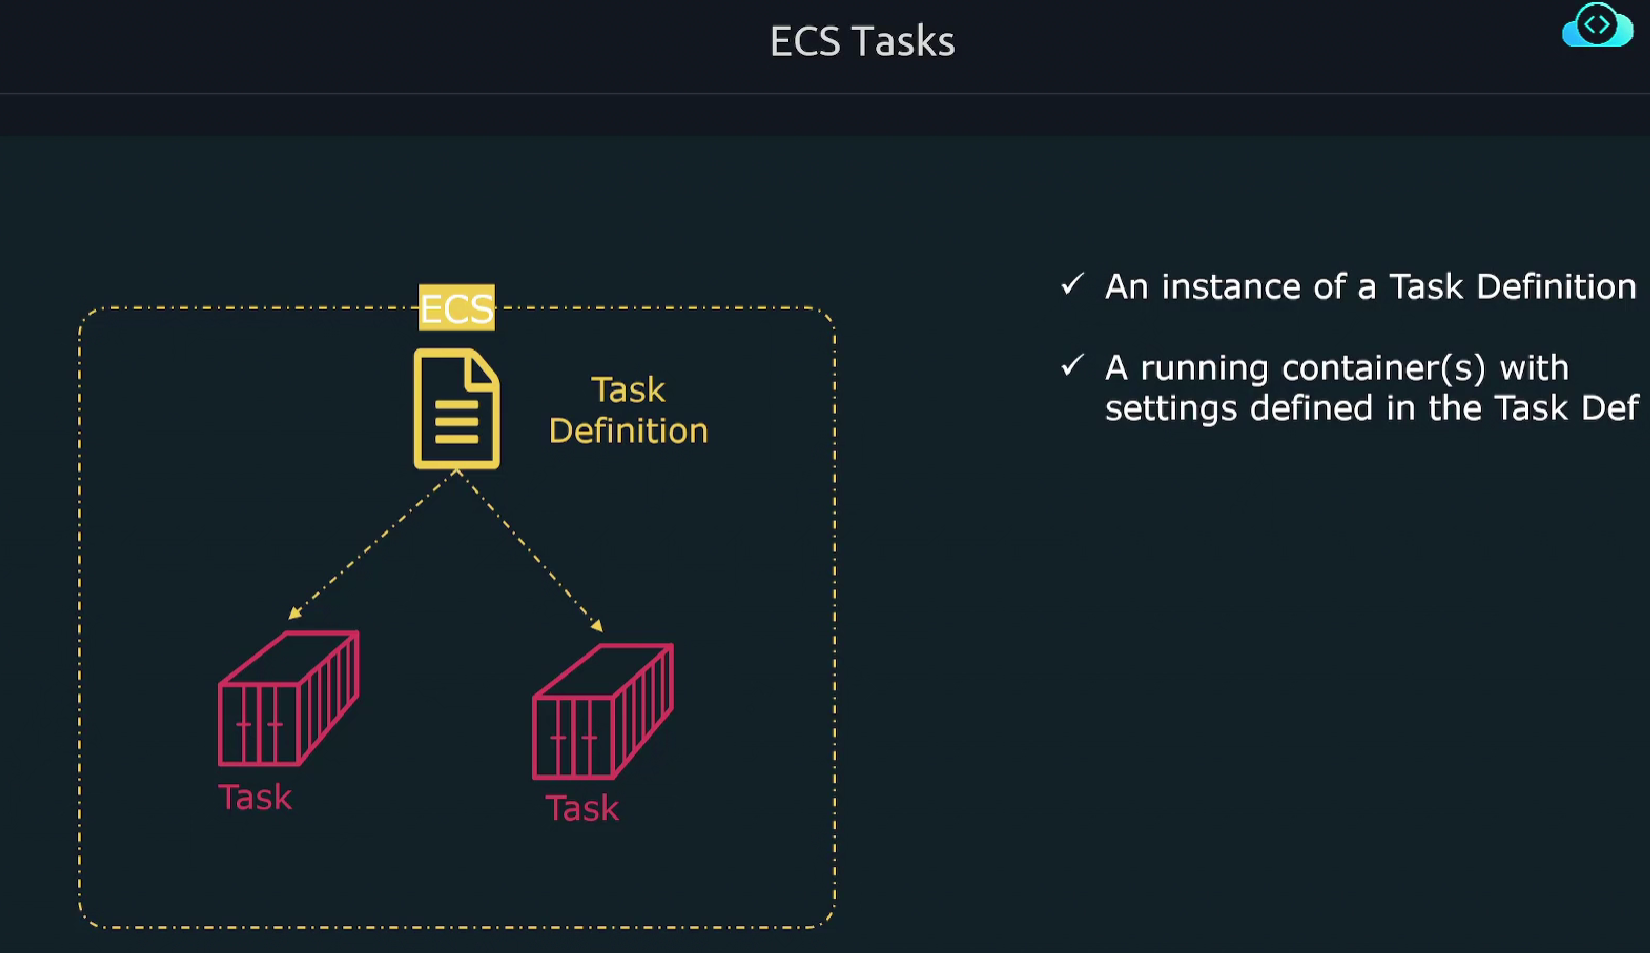 ECS Tasks
ECS
Task
Definition
Task
Task
✓ An instance of a Task Definition
✓ A running container(s) with
settings defined in the Task Def